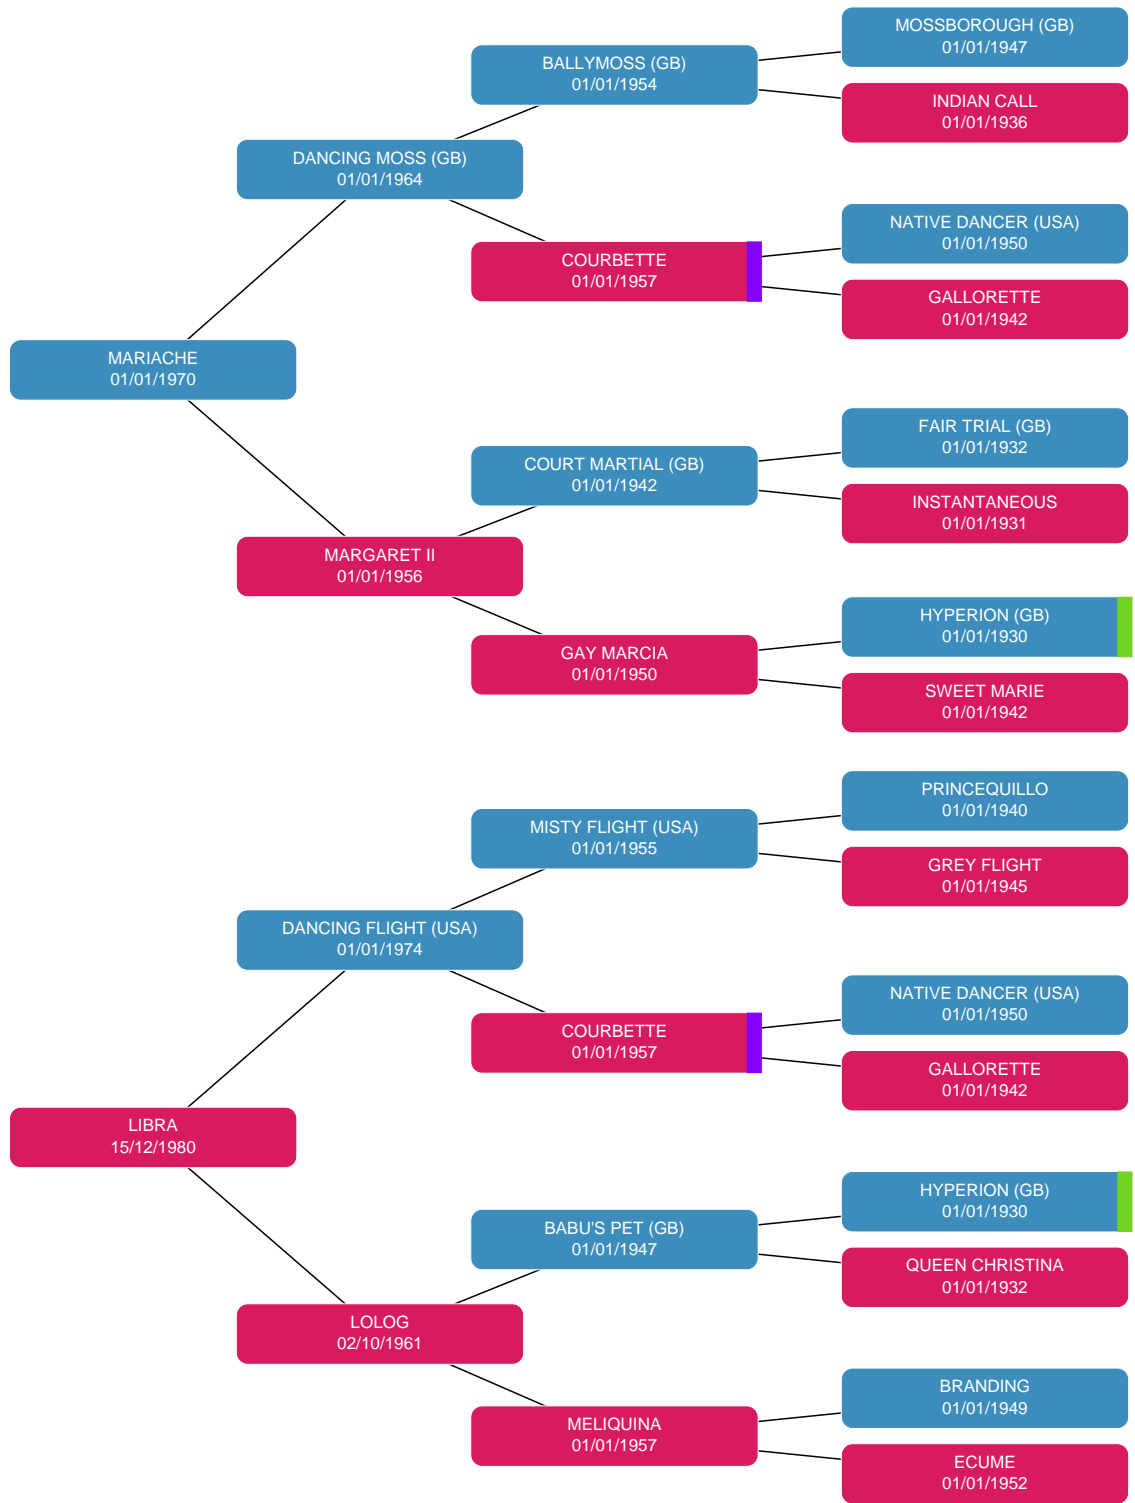 MOSSBOROUGH (GB)
01/01/1947
BALLYMOSS (GB)
01/01/1954
INDIAN CALL
01/01/1936
DANCING MOSS (GB)
01/01/1964
NATIVE DANCER (USA)
01/01/1950
COURBETTE
01/01/1957
GALLORETTE
01/01/1942
MARIACHE
01/01/1970
FAIR TRIAL (GB)
01/01/1932
COURT MARTIAL (GB)
01/01/1942
INSTANTANEOUS
01/01/1931
MARGARET II
01/01/1956
HYPERION (GB)
01/01/1930
GAY MARCIA
01/01/1950
SWEET MARIE
01/01/1942
PRINCEQUILLO
01/01/1940
MISTY FLIGHT (USA)
01/01/1955
GREY FLIGHT
01/01/1945
DANCING FLIGHT (USA)
01/01/1974
NATIVE DANCER (USA)
01/01/1950
COURBETTE
01/01/1957
GALLORETTE
01/01/1942
LIBRA
15/12/1980
HYPERION (GB)
01/01/1930
BABU'S PET (GB)
01/01/1947
QUEEN CHRISTINA
01/01/1932
LOLOG
02/10/1961
BRANDING
01/01/1949
MELIQUINA
01/01/1957
ECUME
01/01/1952